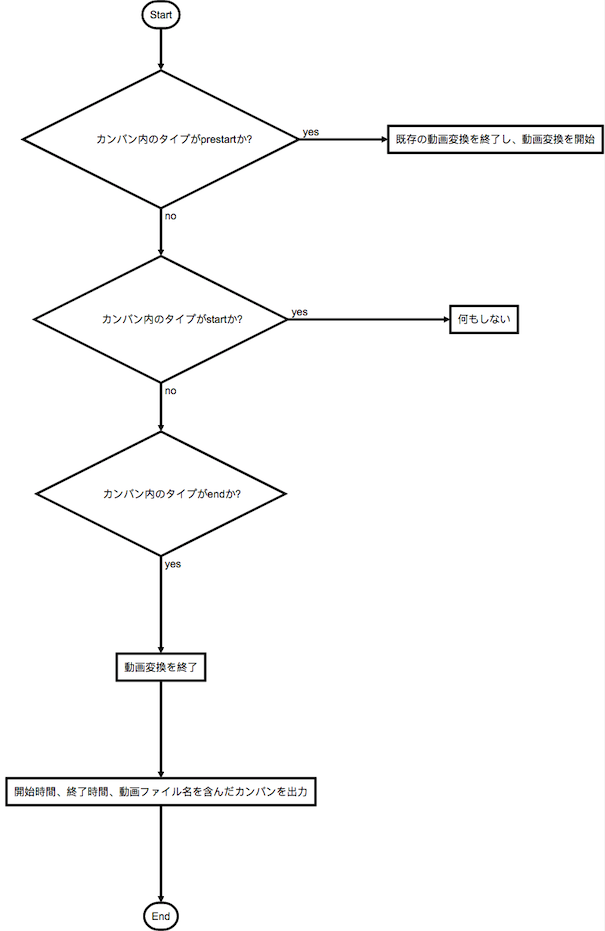 Start
カンバン内のタイプがprestartか?
yes
既存の動画変換を終了し、動画変換を開始
no
カンバン内のタイプがstartか?
yes
何もしない
no
カンバン内のタイプがendか?
yes
動画変換を終了
開始時間、終了時間、動画ファイル名を含んだカンバンを出力
End